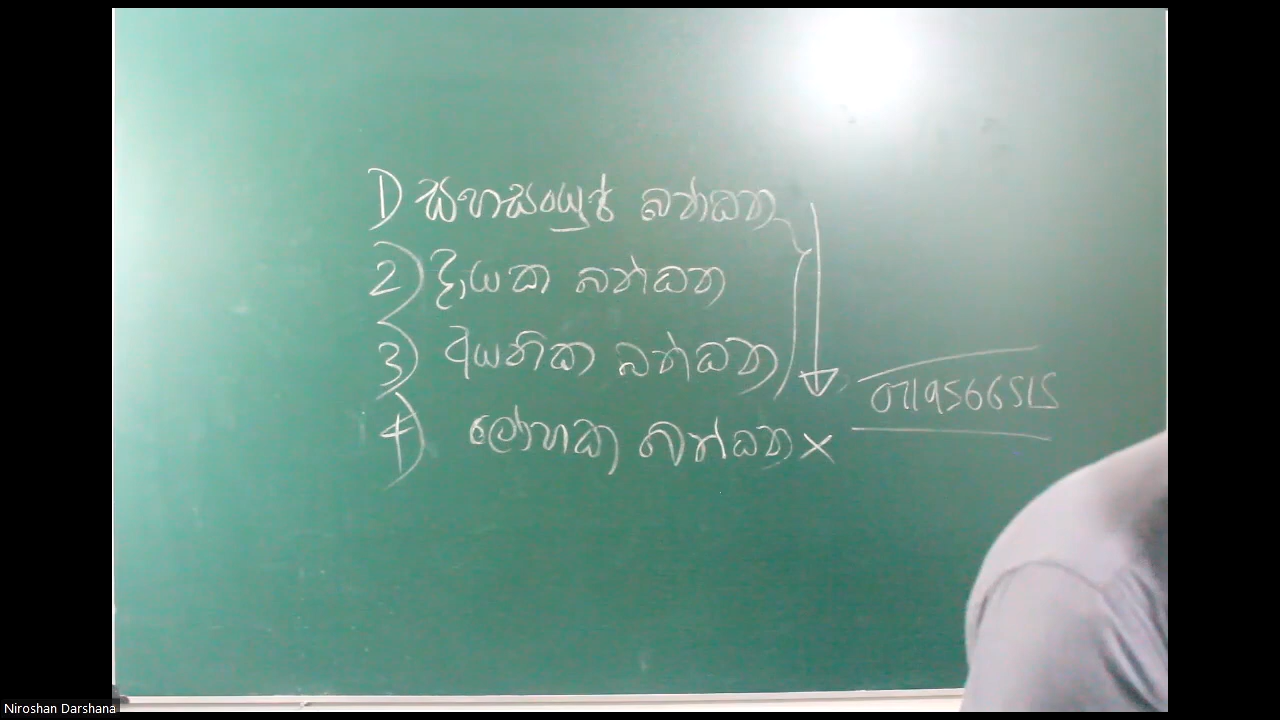 1) සහසංයුජ බන්ධන
2) දායක බන්ධන
3) අයනික බන්ධන
4) ලෝහක බන්ධන ×
0719566515
Niroshan Darshana